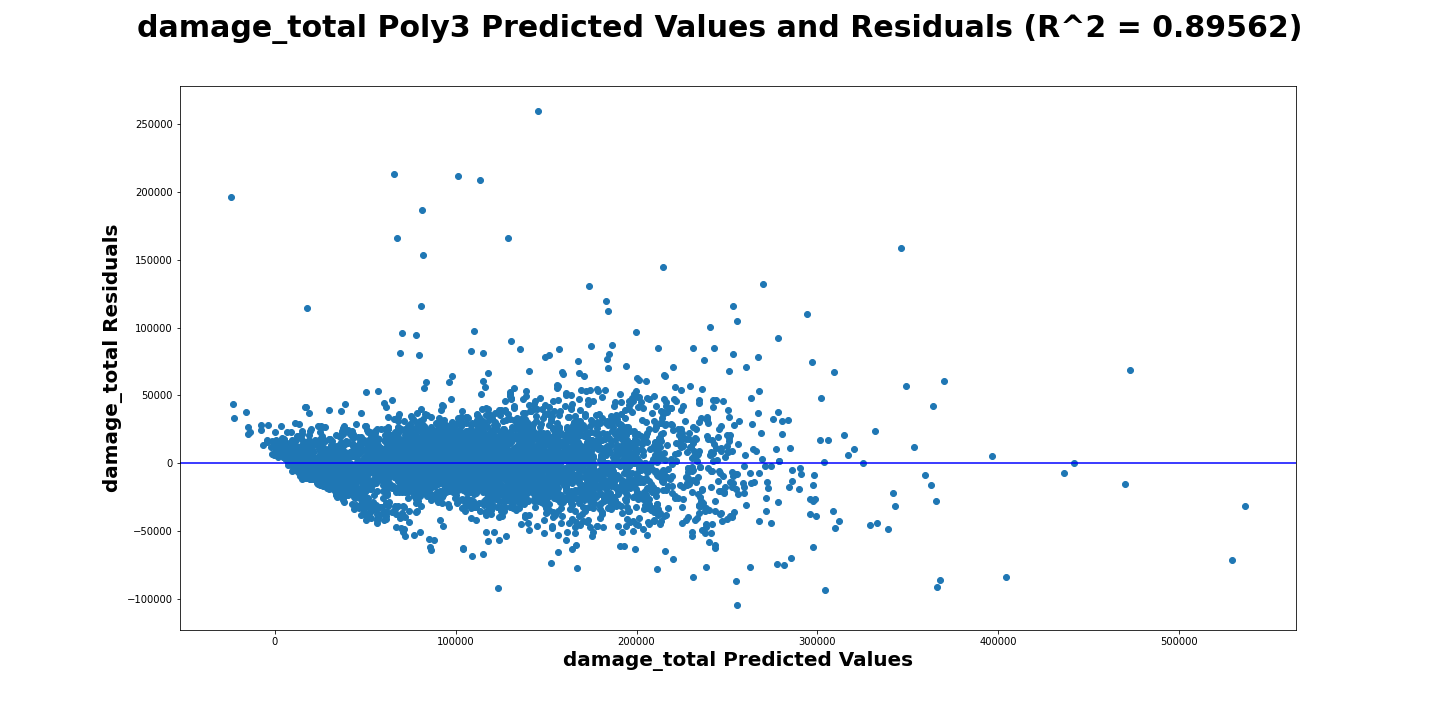 damage_total Poly3 Predicted Values and Residuals (R^2 = 0.89562)
damage_total Residuals
250000
200000
150000
100000
50000
0
−50000
−100000
0 100000 200000 300000 400000 500000
damage_total Predicted Values